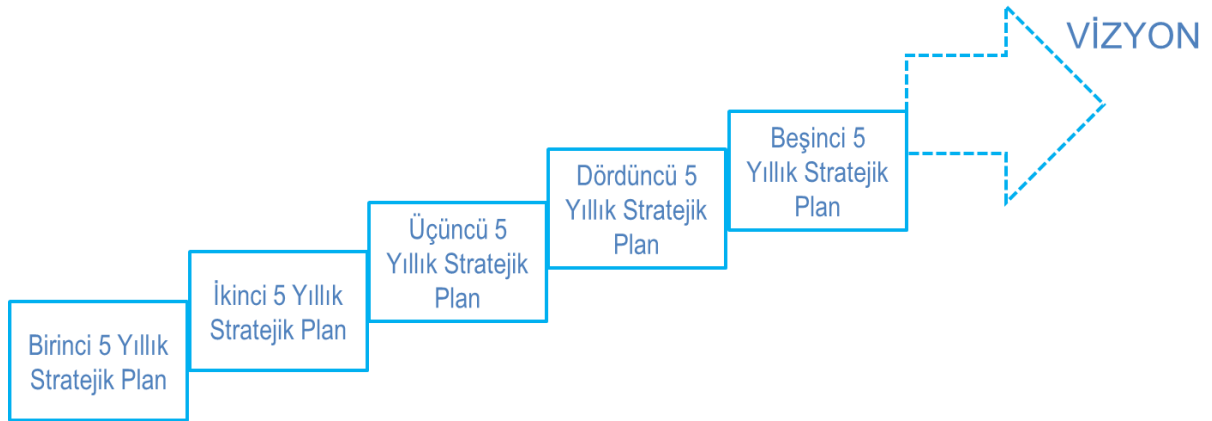 Birinci 5 Yıllık
Stratejik Plan
İkinci 5 Yıllık
Stratejik Plan
Üçüncü 5
Yıllık Stratejik
Plan
Dördüncü 5
Yıllık Stratejik
Plan
Beşinci 5
Yıllık Stratejik
Plan
VİZYON